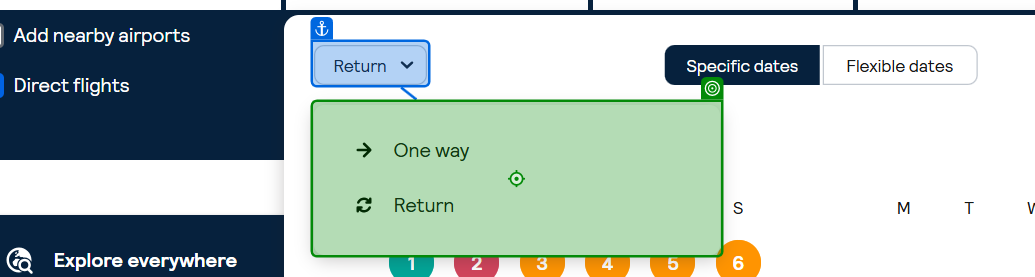 Add nearby airports
Direct flights
Return
Specific dates
Flexible dates
One way
Return
S
M
T
1
2
3
4
5
6
Explore everywhere